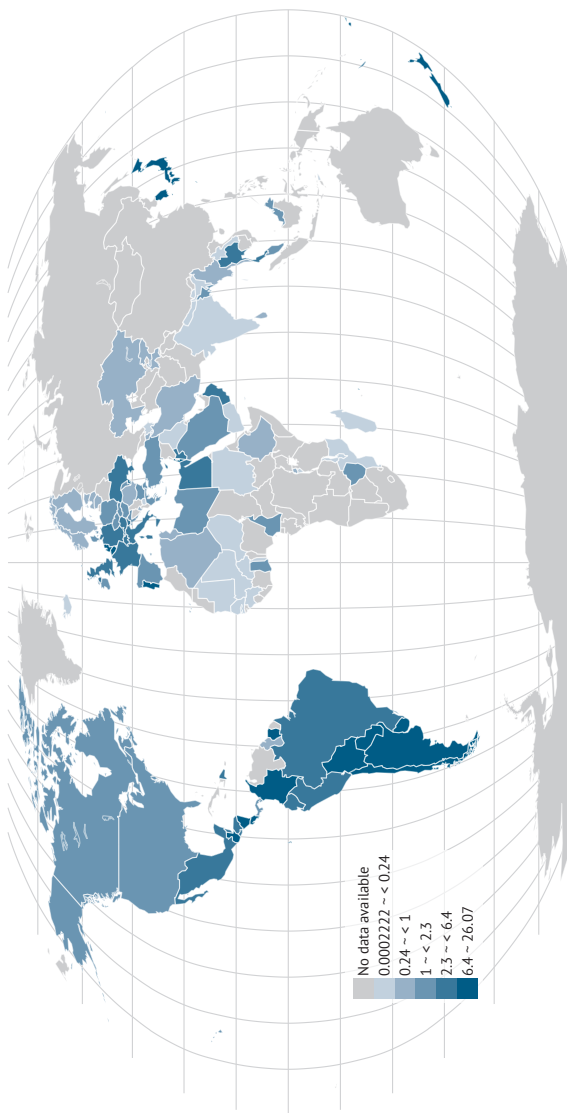 No data available
0.0002222 ~ < 0.24
0.24 ~ < 1
1 ~ < 2.3
2.3 ~ < 6.4
6.4 ~ 26.07